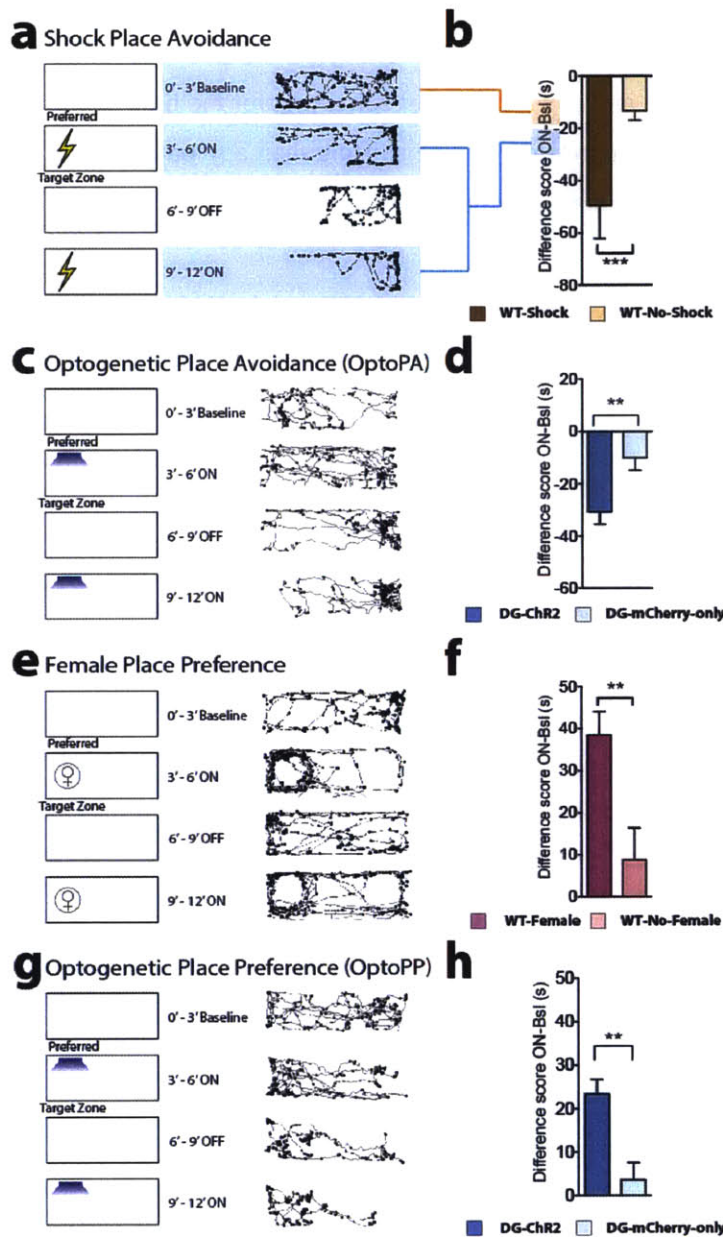 a Shock Place Avoidance
0' - 3' Baseline
Preferred
3' - 6' ON
Target Zone
6' - 9' OFF
9' - 12' ON
b
Difference score ON-Bsl (s)
0
-20
-40
-60
-80
***
WT-Shock WT-No-Shock
c Optogenetic Place Avoidance (OptoPA)
0' - 3' Baseline
Preferred
3' - 6' ON
Target Zone
6' - 9' OFF
9' - 12' ON
d
Difference score ON-Bsl (s)
20
0
-20
-40
-60
**
DG-ChR2 DG-mCherry-only
e Female Place Preference
0' - 3' Baseline
Preferred
♀
3' - 6' ON
Target Zone
6' - 9' OFF
♀
9' - 12' ON
f
Difference score ON-Bsl (s)
50
40
30
20
10
0
**
WT-Female WT-No-Female
g Optogenetic Place Preference (OptoPP)
0' - 3' Baseline
Preferred
3' - 6' ON
Target Zone
6' - 9' OFF
9' - 12' ON
h
Difference score ON-Bsl (s)
50
40
30
20
10
0
**
DG-ChR2 DG-mCherry-only